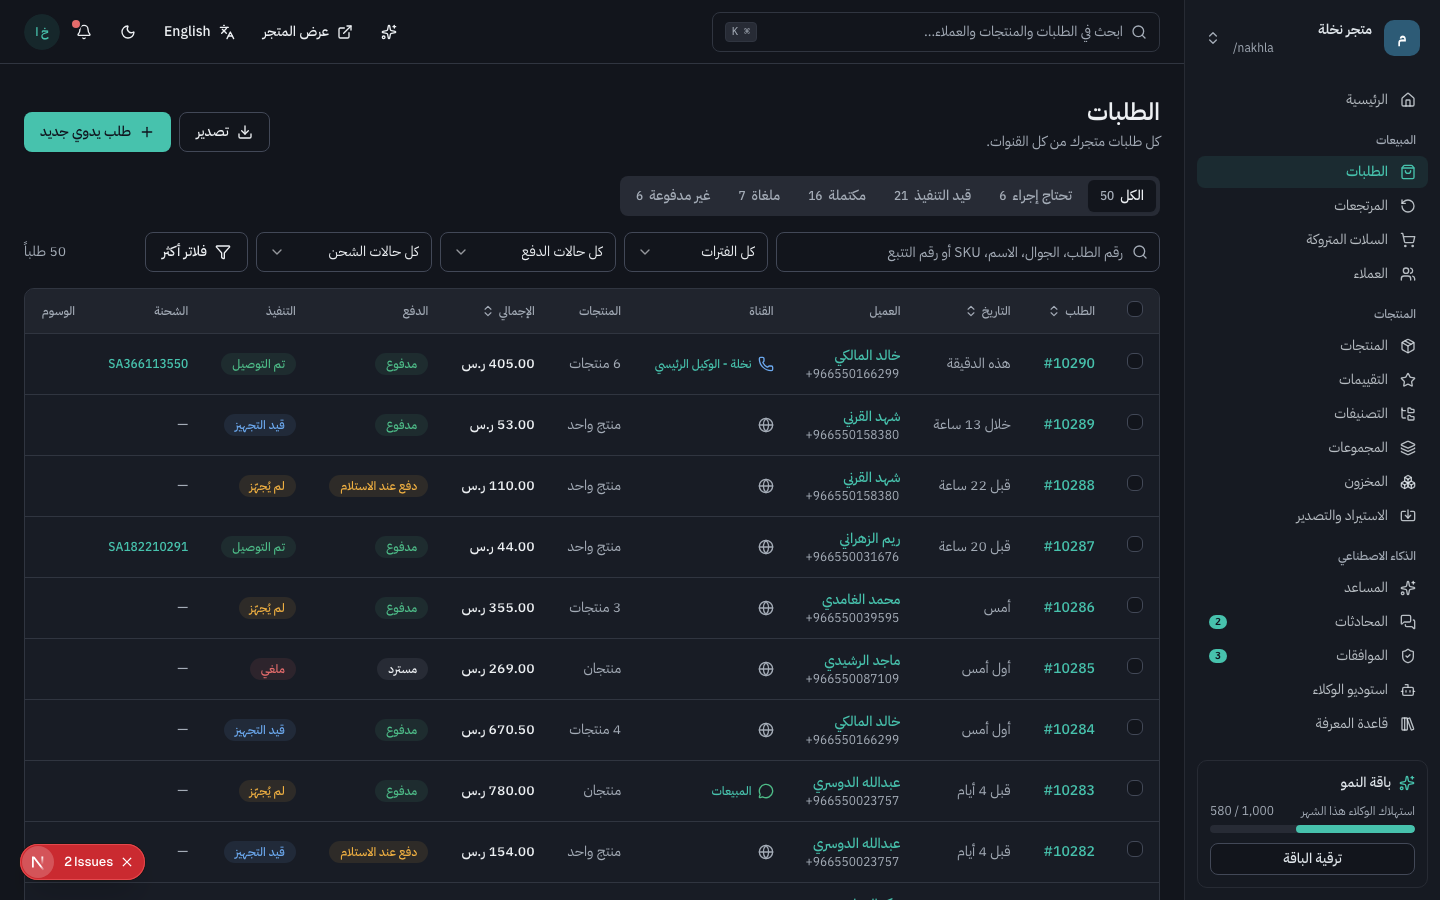 متجر نخلة
م
/nakhla
الرئيسية
المبيعات
الطلبات
المرتجعات
السلات المتروكة
العملاء
المنتجات
المنتجات
التقييمات
التصنيفات
المجموعات
المخزون
الاستيراد والتصدير
الذكاء الاصطناعي
المساعد
المحادثات 2
الموافقات 3
استوديو الوكلاء
قاعدة المعرفة
باقة النمو
استهلاك الوكلاء هذا الشهر 580 / 1,000
ترقية الباقة
ابحث في الطلبات والمنتجات والعملاء... ⌘ K
عرض المتجر
English
خ ا
الطلبات
كل طلبات متجرك من كل القنوات.
تصدير
طلب يدوي جديد
الكل 50 تحتاج إجراء 6 قيد التنفيذ 21 مكتملة 16 ملغاة 7 غير مدفوعة 6
رقم الطلب، الجوال، الاسم، SKU أو رقم التتبع كل الفترات كل حالات الدفع كل حالات الشحن فلاتر أكثر 50 طلباً
الطلب التاريخ العميل القناة المنتجات الإجمالي الدفع التنفيذ الشحنة الوسوم
#10290 هذه الدقيقة خالد المالكي +966550166299 نخلة - الوكيل الرئيسي 6 منتجات 405.00 ر.س مدفوع تم التوصيل SA366113550
#10289 خلال 13 ساعة شهد القرني +966550158380 منتج واحد 53.00 ر.س مدفوع قيد التجهيز —
#10288 قبل 22 ساعة شهد القرني +966550158380 منتج واحد 110.00 ر.س دفع عند الاستلام لم يُجهّز —
#10287 قبل 20 ساعة ريم الزهراني +966550031676 منتج واحد 44.00 ر.س مدفوع تم التوصيل SA182210291
#10286 أمس محمد الغامدي +966550039595 3 منتجات 355.00 ر.س مدفوع لم يُجهّز —
#10285 أول أمس ماجد الرشيدي +966550087109 منتجان 269.00 ر.س مسترد ملغي —
#10284 أول أمس خالد المالكي +966550166299 4 منتجات 670.50 ر.س مدفوع قيد التجهيز —
#10283 قبل 4 أيام عبدالله الدوسري +966550023757 المبيعات منتجان 780.00 ر.س مدفوع لم يُجهّز —
#10282 قبل 4 أيام عبدالله الدوسري +966550023757 منتج واحد 154.00 ر.س دفع عند الاستلام قيد التجهيز —
N 2 Issues